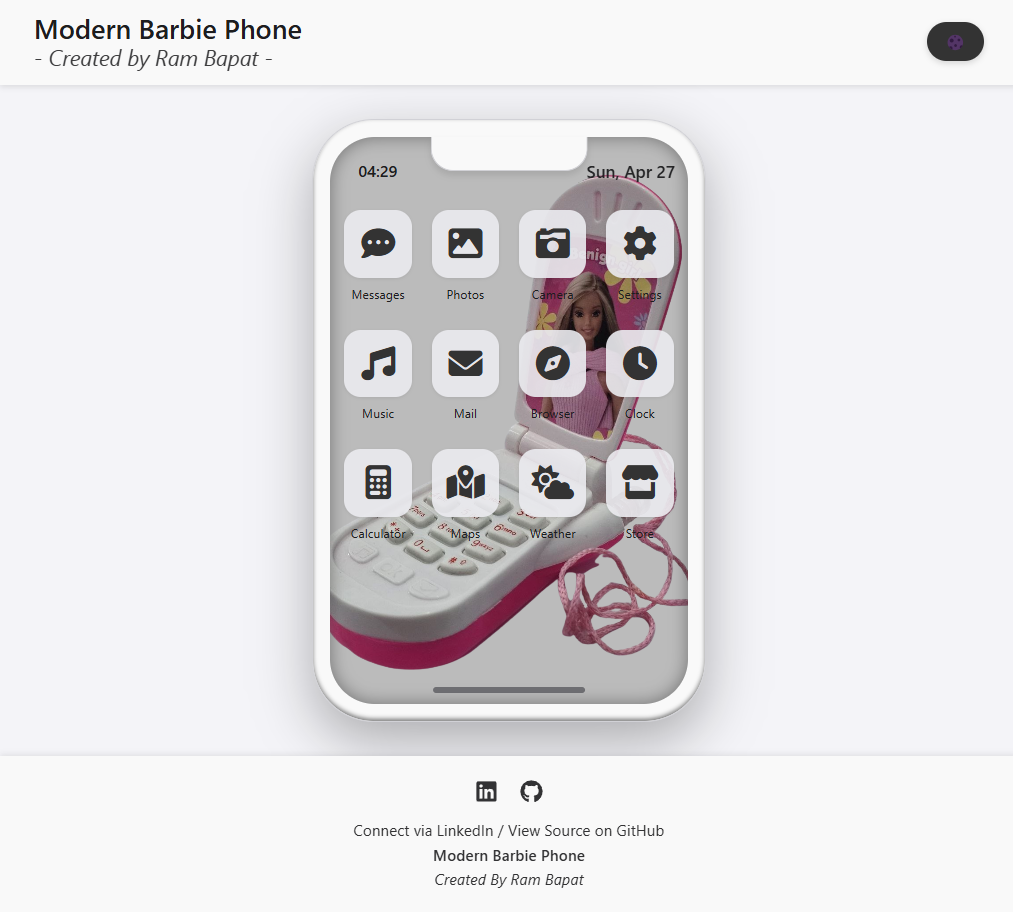 Modern Barbie Phone
- Created by Ram Bapat -
04:29
Sun, Apr 27
Messages
Photos
Camera
Settings
Music
Mail
Browser
Clock
Calculator
Maps
Weather
Store
Connect via LinkedIn / View Source on GitHub
Modern Barbie Phone
Created By Ram Bapat